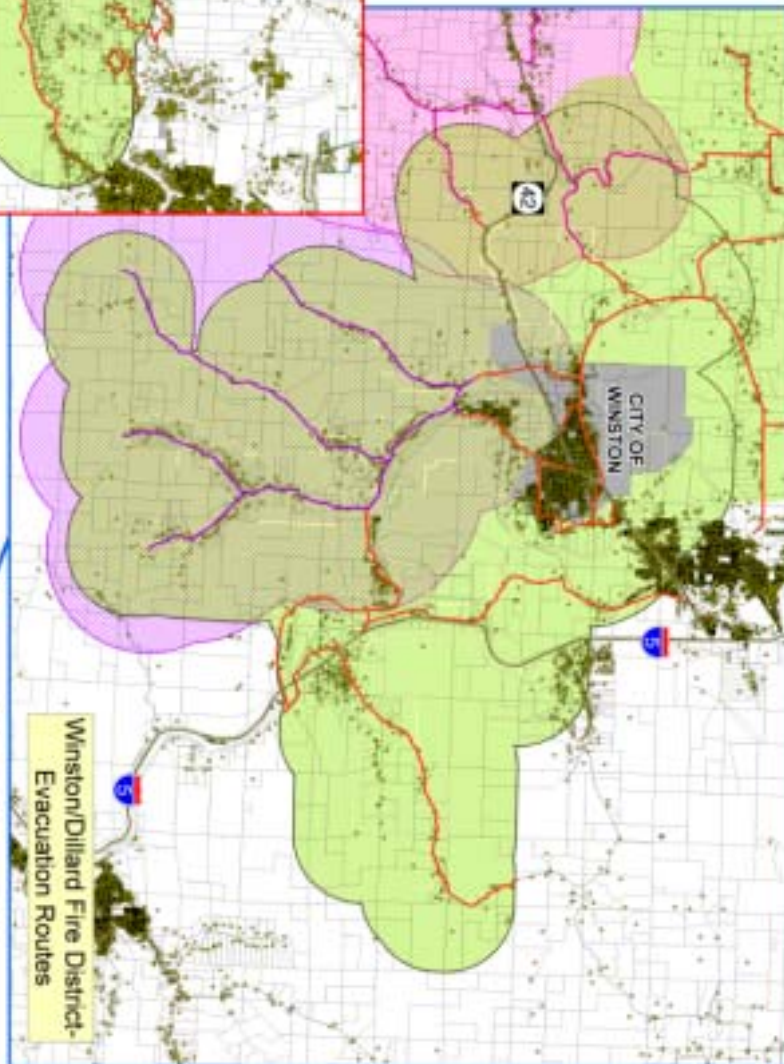 42
CITY OF
WINSTON
5
5
Winston/Dillard Fire District-
Evacuation Routes